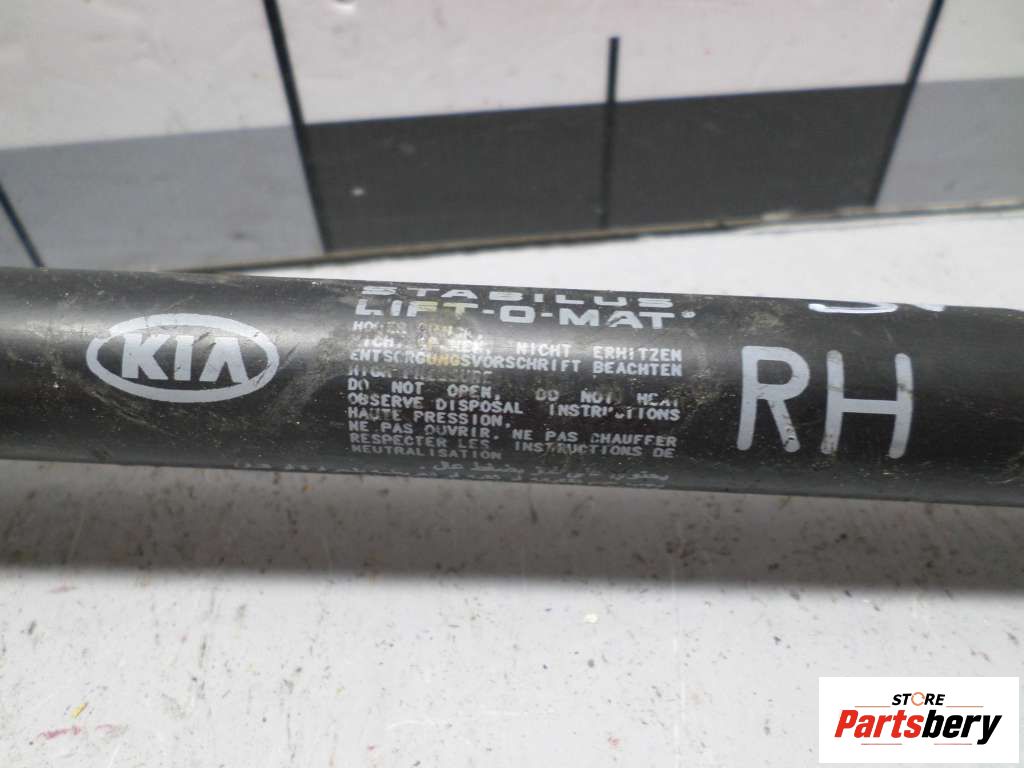 KIA
STABILUS
LIFT-O-MAT
NICHT ERHITZEN
ENTSORGUNGSVORSCHRIFT BEACHTEN
DO NOT OPEN, DO NOT HEAT
OBSERVE DISPOSAL
HAUTE PRESSION,
NE PAS OUVRIR, NE PAS CHAUFFER
RESPECTER LES INSTRUCTIONS DE
NEUTRALISATION
RH
STORE
Partsbery